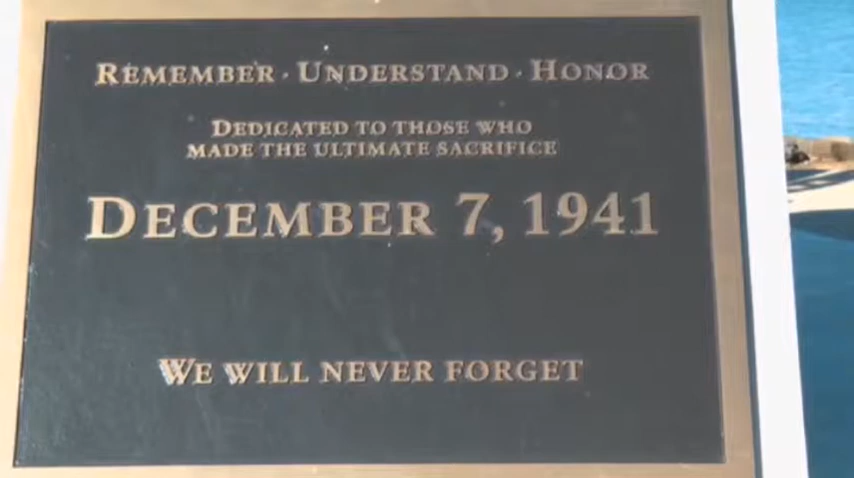 REMEMBER · UNDERSTAND · HONOR
DEDICATED TO THOSE WHO
MADE THE ULTIMATE SACRIFICE
DECEMBER 7, 1941
WE WILL NEVER FORGET